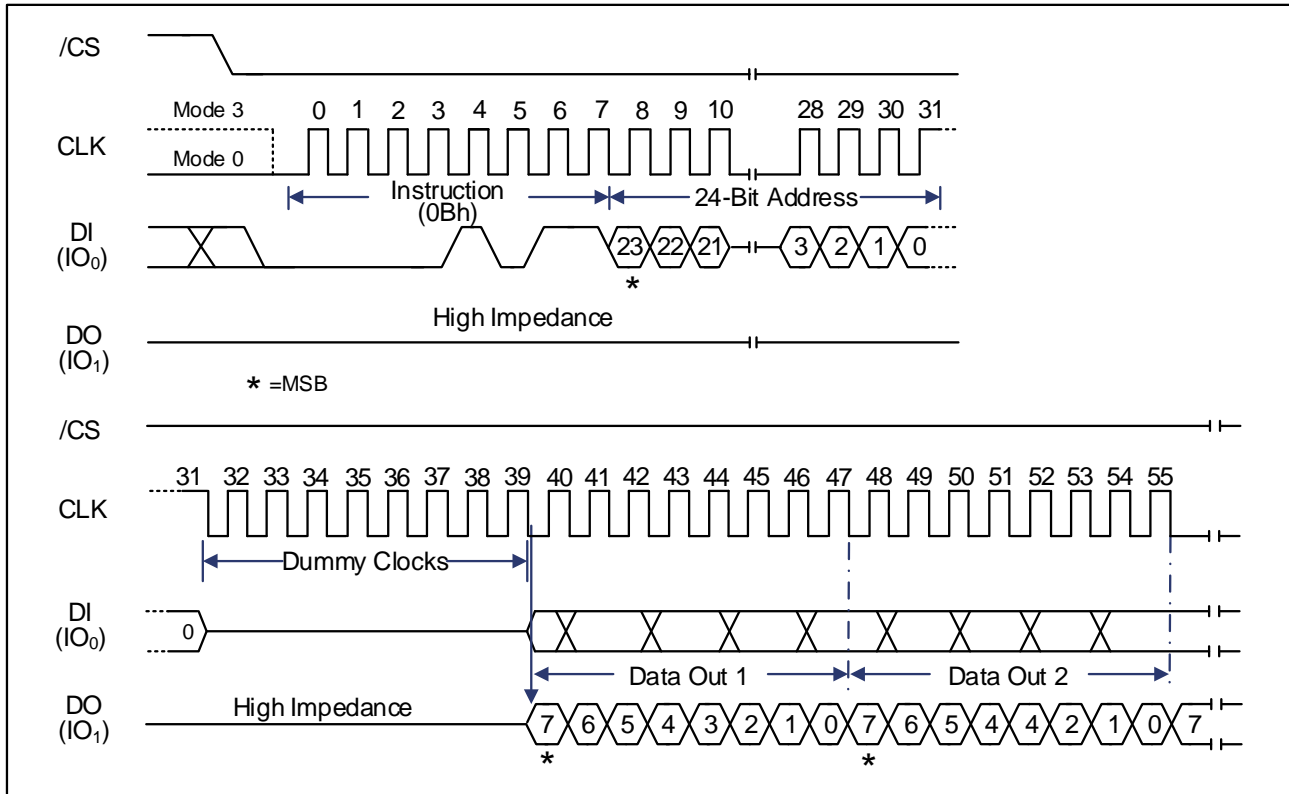 /CS
Mode 3 0 1 2 3 4 5 6 7 8 9 10 28 29 30 31
CLK
Mode 0
Instruction
(0Bh)
24-Bit Address
DI
(IO₀)
23 22 21 3 2 1 0
*
High Impedance
DO
(IO₁)
* =MSB
/CS
31 32 33 34 35 36 37 38 39 40 41 42 43 44 45 46 47 48 49 50 51 52 53 54 55
CLK
Dummy Clocks
DI
(IO₀)
0
Data Out 1 Data Out 2
DO
(IO₁)
High Impedance
7 6 5 4 3 2 1 0 7 6 5 4 4 2 1 0 7
* *